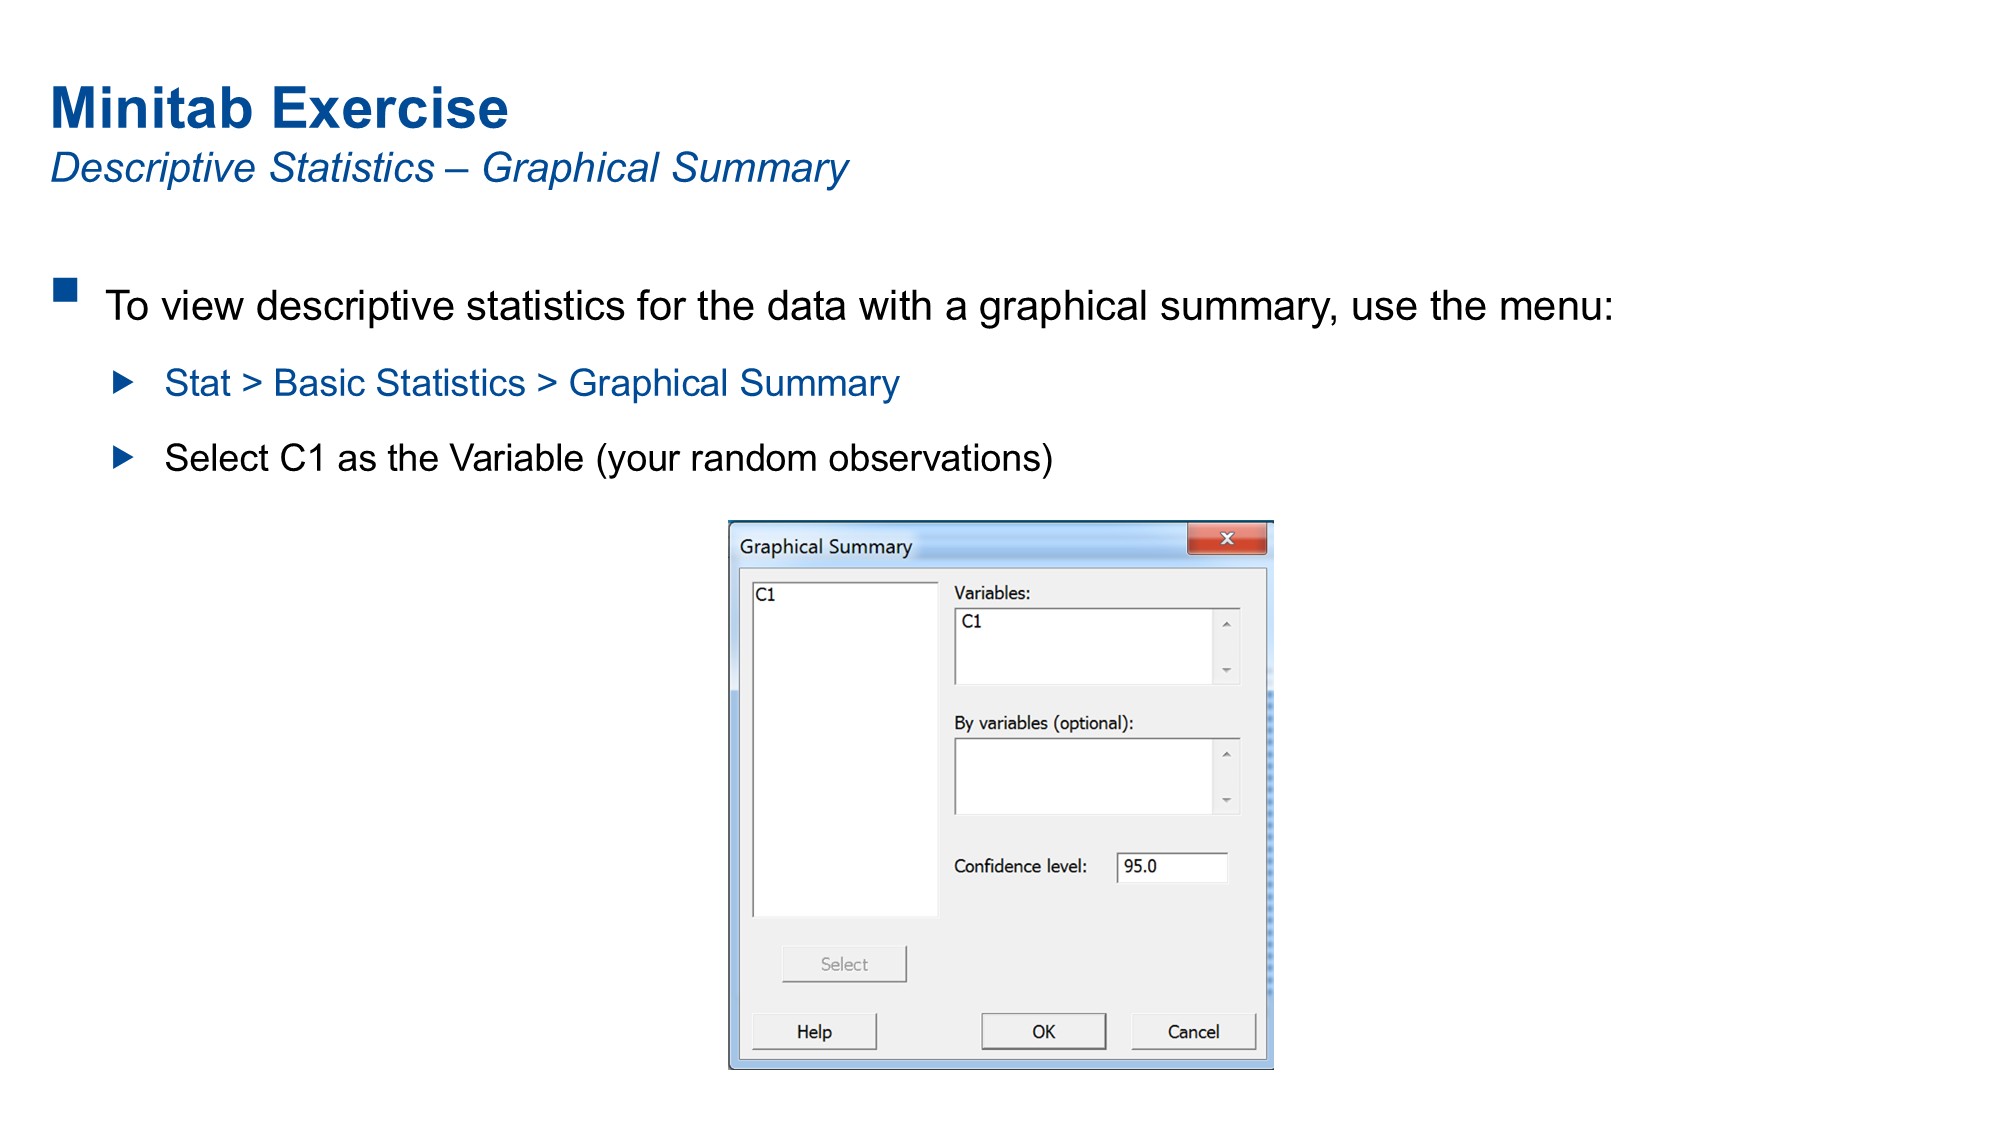 Minitab Exercise
Descriptive Statistics – Graphical Summary
To view descriptive statistics for the data with a graphical summary, use the menu:
Stat > Basic Statistics > Graphical Summary
Select C1 as the Variable (your random observations)
Graphical Summary
x
C1
Variables:
C1
By variables (optional):
Confidence level: 95.0
Select
Help OK Cancel